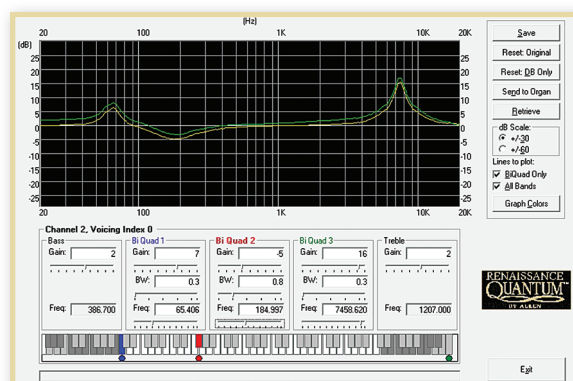 (Hz)
20 100 1K 10K 20K
(dB)
25 25
20 20
15 15
10 10
5 5
0 0
-5 -5
-10 -10
-15 -15
-20 -20
-25 -25
20 100 1K 10K 20K
Save
Reset: Original
Reset: DB Only
Send to Organ
Retrieve
dB Scale:
+/-30
+/-60
Lines to plot:
BiQuad Only
All Bands
Graph Colors
Channel 2, Voicing Index 0
Bass Bi Quad 1 Bi Quad 2 Bi Quad 3 Treble
Gain: 2 Gain: 7 Gain: -5 Gain: 16 Gain: 2
BW: 0.3 BW: 0.8 BW: 0.3
Freq: 386.700 Freq: 65.406 Freq: 184.997 Freq: 7458.620 Freq: 1207.000
RENAISSANCE
QUANTUM™
BY ALLEN
Exit